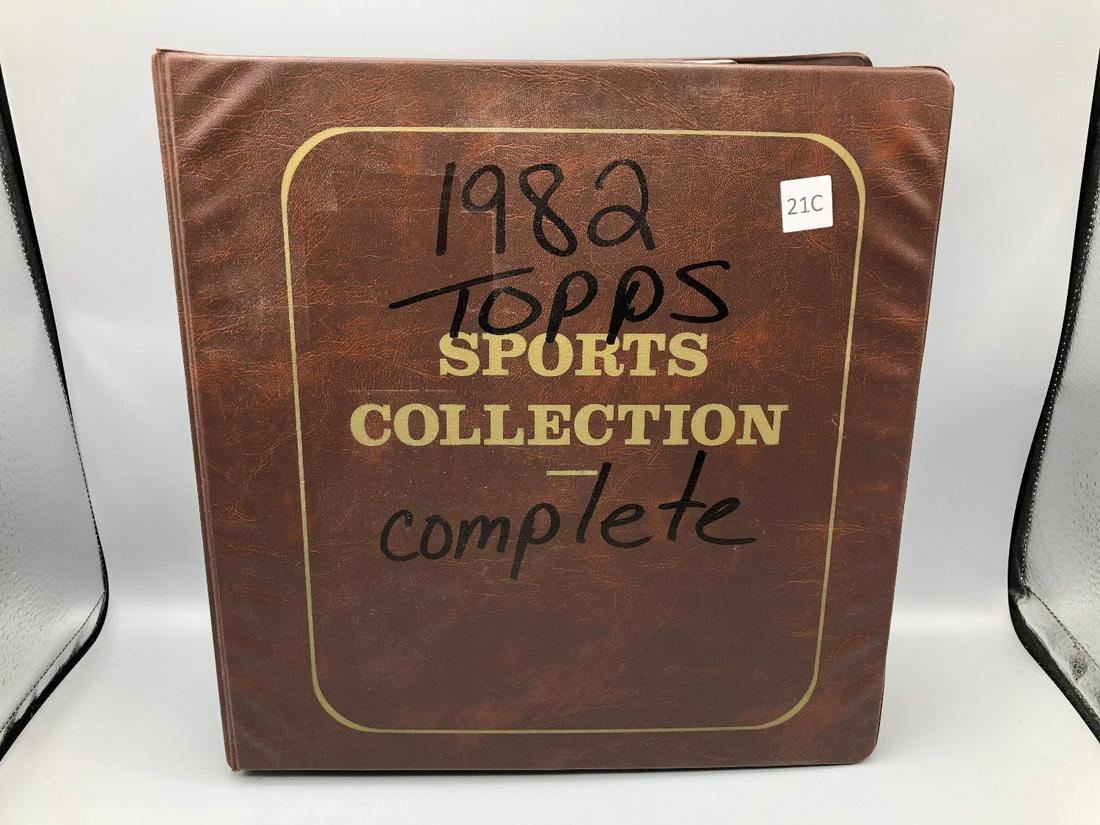 1982
21C
TOPPS
SPORTS
COLLECTION
complete